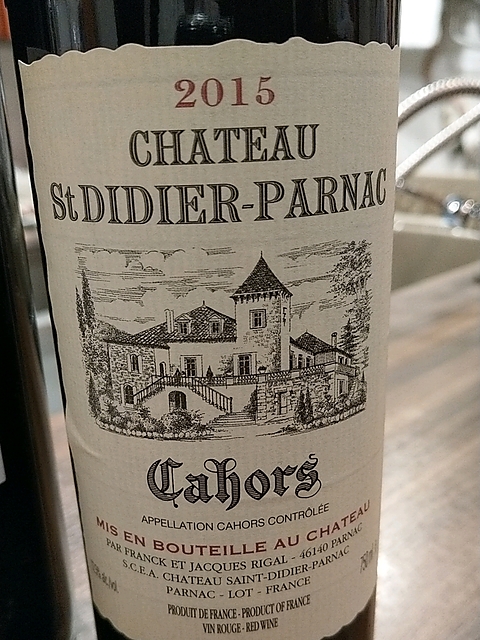 2015
CHATEAU
St DIDIER-PARNAC
Cahors
APPELLATION CAHORS CONTRÔLÉE
MIS EN BOUTEILLE AU CHATEAU
PAR FRANCK ET JACQUES RIGAL - 46140 PARNAC
S.C.E.A. CHATEAU SAINT-DIDIER-PARNAC
PARNAC - LOT - FRANCE
750 ml
PRODUIT DE FRANCE - PRODUCT OF FRANCE
VIN ROUGE - RED WINE